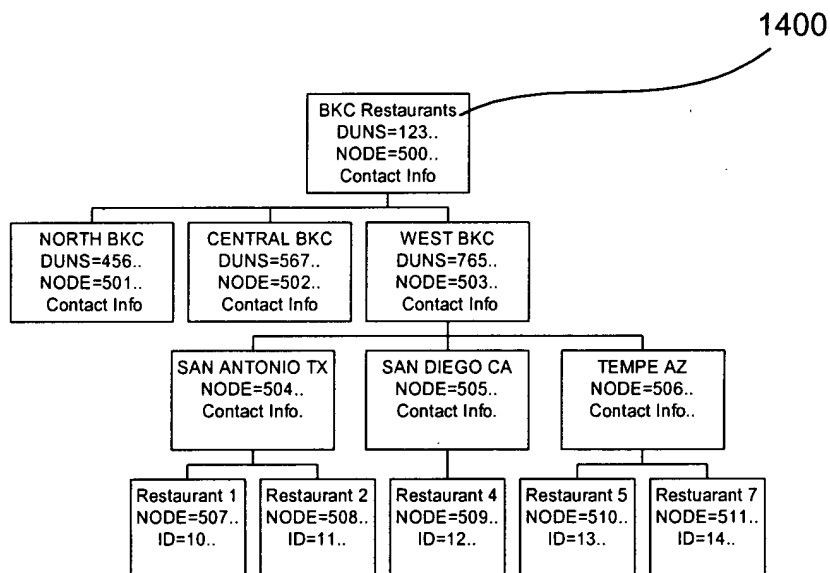 1400
BKC Restaurants
DUNS=123..
NODE=500..
Contact Info
NORTH BKC
DUNS=456..
NODE=501..
Contact Info
CENTRAL BKC
DUNS=567..
NODE=502..
Contact Info
WEST BKC
DUNS=765..
NODE=503..
Contact Info
SAN ANTONIO TX
NODE=504..
Contact Info.
SAN DIEGO CA
NODE=505..
Contact Info.
TEMPE AZ
NODE=506..
Contact Info..
Restaurant 1
NODE=507..
ID=10..
Restaurant 2
NODE=508..
ID=11..
Restaurant 4
NODE=509..
ID=12..
Restaurant 5
NODE=510..
ID=13..
Restuarant 7
NODE=511..
ID=14..